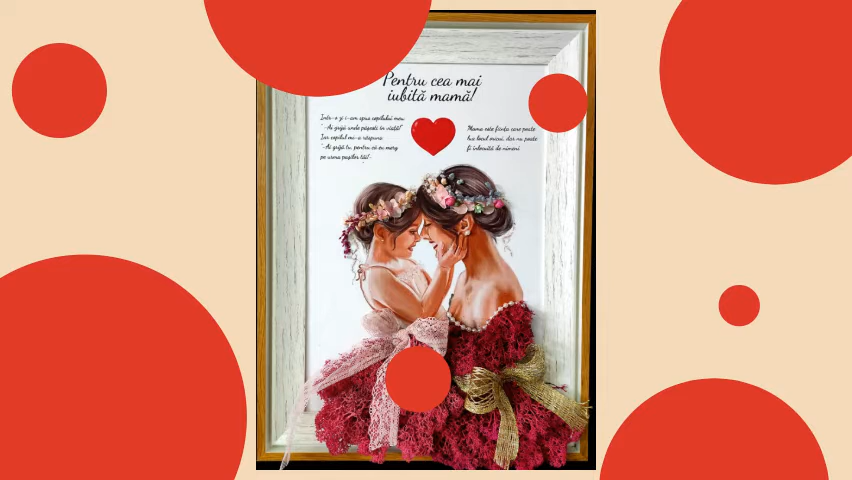 Pentru cea mai
iubită mamă!
Într-o zi i-am spus copilului meu
"-Ai grijă unde pășești în viață!"
Iar copilul mi-a răspuns
"-Ai grijă tu, pentru că eu merg
pe urma pașilor tăi!-
Mama este ființa care poate
lua locul oricui, dar nu poate
fi înlocuită de nimeni